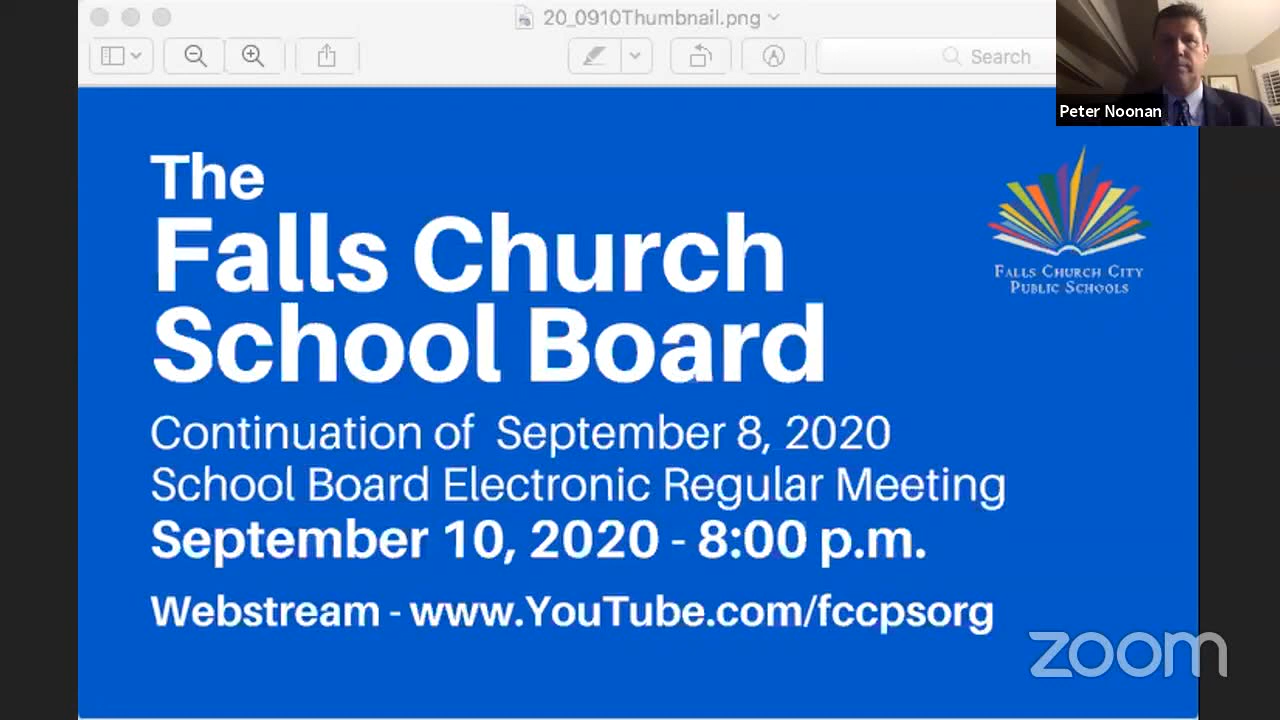 20_0910Thumbnail.png
Search
Peter Noonan
The
Falls Church
School Board
FALLS CHURCH CITY
PUBLIC SCHOOLS
Continuation of September 8, 2020
School Board Electronic Regular Meeting
September 10, 2020 - 8:00 p.m.
Webstream - www.YouTube.com/fccpsorg
zoom